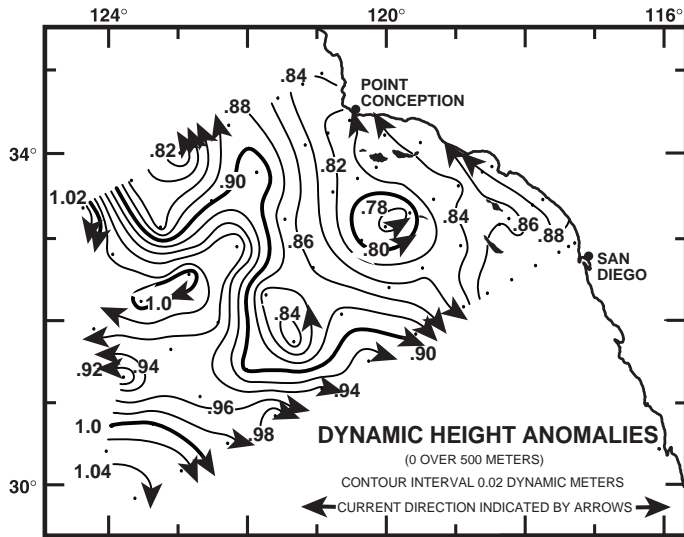 124° 120° 116°
.84
POINT
CONCEPTION
.88
34°
.82
.82
.90
1.02
.78
.84
.86
.88
.86
.80
SAN
DIEGO
1.0
.84
.90
.92
.94
.94
.96
1.0
.98
DYNAMIC HEIGHT ANOMALIES
(0 OVER 500 METERS)
1.04
CONTOUR INTERVAL 0.02 DYNAMIC METERS
30°
CURRENT DIRECTION INDICATED BY ARROWS